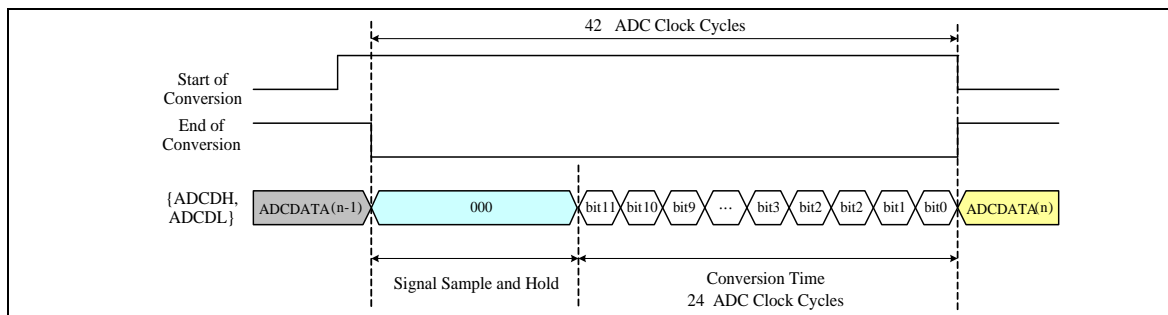 42 ADC Clock Cycles
Start of
Conversion
End of
Conversion
{ADCDH,
ADCDL}
ADCDATA(n-1)
000
bit11
bit10
bit9
...
bit3
bit2
bit2
bit1
bit0
ADCDATA(n)
Signal Sample and Hold
Conversion Time
24 ADC Clock Cycles